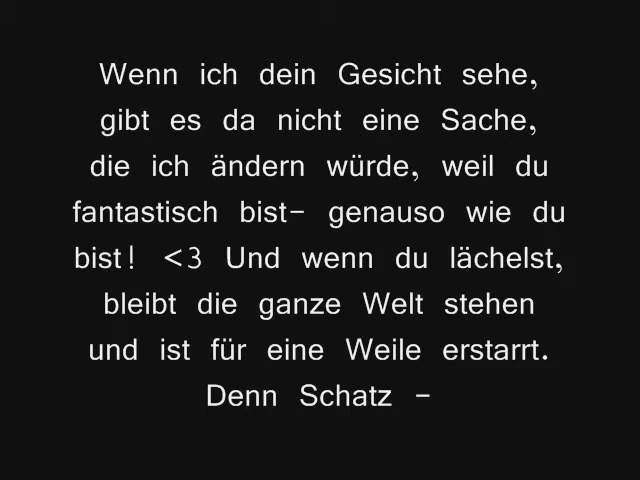 Wenn ich dein Gesicht sehe,
gibt es da nicht eine Sache,
die ich ändern würde, weil du
fantastisch bist- genauso wie du
bist! <3 Und wenn du lächelst,
bleibt die ganze Welt stehen
und ist für eine Weile erstarrt.
Denn Schatz -